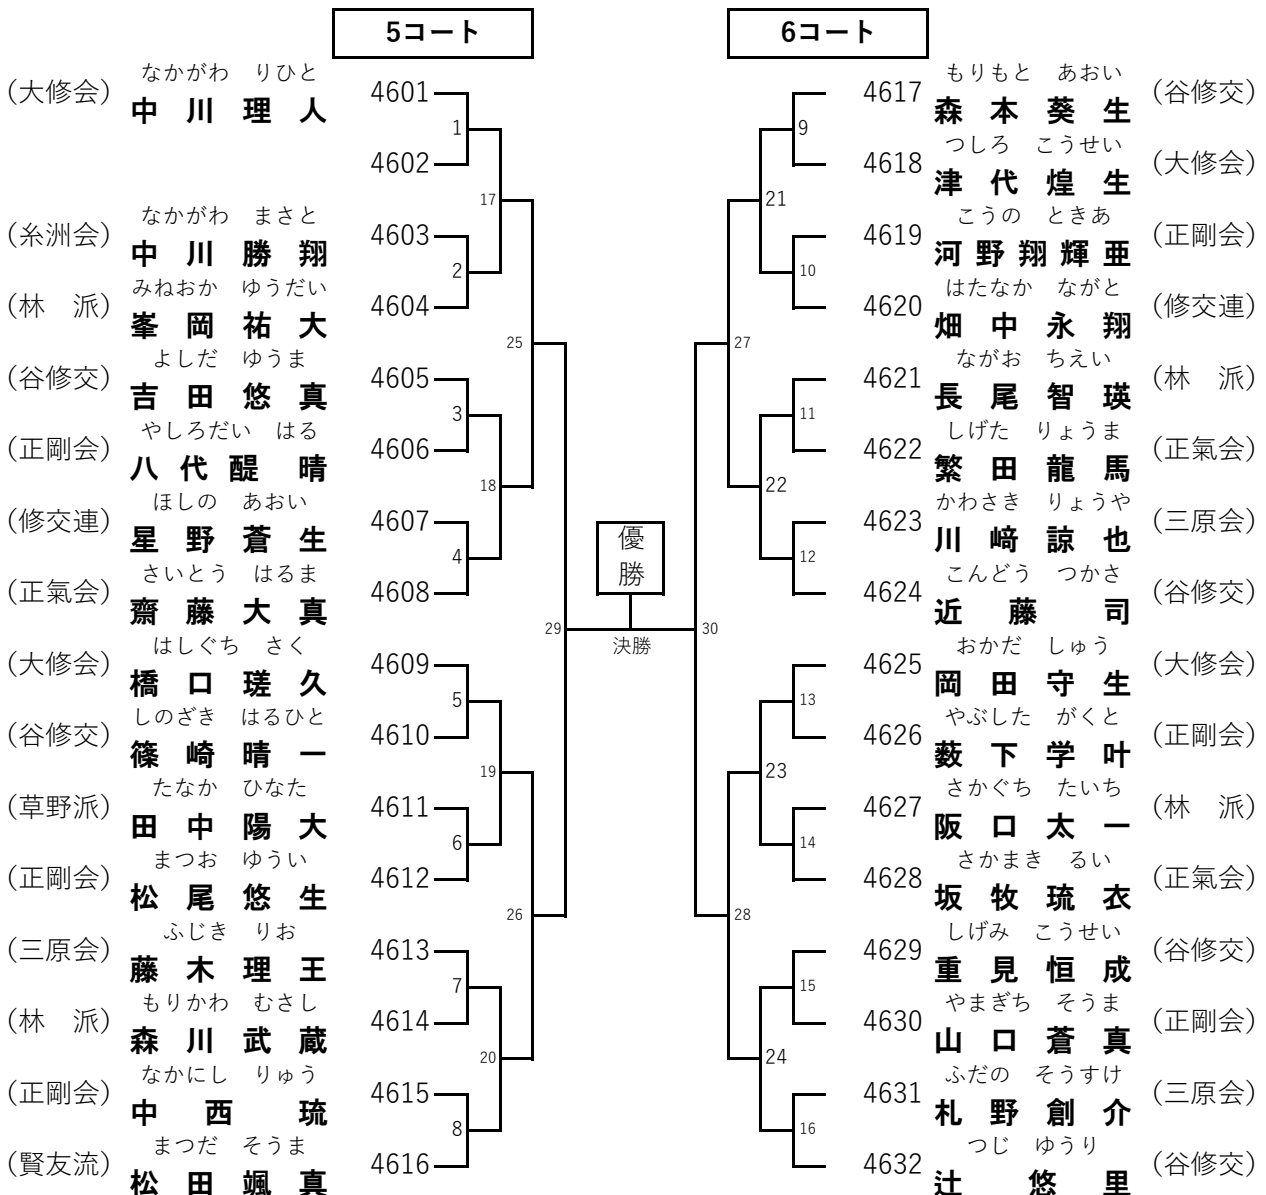 5コート
6コート
なかがわ りひと
(大修会) 中川理人 4601
4602
なかがわ まさと
(糸洲会) 中川勝翔 4603
みねおか ゆうだい
(林 派) 峯岡祐大 4604
よしだ ゆうま
(谷修交) 吉田悠真 4605
やしろだい はる
(正剛会) 八代醍晴 4606
ほしの あおい
(修交連) 星野蒼生 4607
さいとう はるま
(正氣会) 齋藤大真 4608
はしぐち さく
(大修会) 橋口瑳久 4609
しのざき はるひと
(谷修交) 篠崎晴一 4610
たなか ひなた
(草野派) 田中陽大 4611
まつお ゆうい
(正剛会) 松尾悠生 4612
ふじき りお
(三原会) 藤木理王 4613
もりかわ むさし
(林 派) 森川武蔵 4614
なかにし りゅう
(正剛会) 中西琉 4615
まつだ そうま
(賢友流) 松田颯真 4616
1
2
3
4
5
6
7
8
17
18
19
20
25
26
29
優勝
決勝
30
27
28
21
22
23
24
9
10
11
12
13
14
15
16
もりもと あおい
4617 森本葵生 (谷修交)
つしろ こうせい
4618 津代煌生 (大修会)
こうの ときあ
4619 河野翔輝亜 (正剛会)
はたなか ながと
4620 畑中永翔 (修交連)
ながお ちえい
4621 長尾智瑛 (林 派)
しげた りょうま
4622 繁田龍馬 (正氣会)
かわさき りょうや
4623 川﨑諒也 (三原会)
こんどう つかさ
4624 近藤司 (谷修交)
おかだ しゅう
4625 岡田守生 (大修会)
やぶした がくと
4626 薮下学叶 (正剛会)
さかぐち たいち
4627 阪口太一 (林 派)
さかまき るい
4628 坂牧琉衣 (正氣会)
しげみ こうせい
4629 重見恒成 (谷修交)
やまぎち そうま
4630 山口蒼真 (正剛会)
ふだの そうすけ
4631 札野創介 (三原会)
つじ ゆうり
4632 辻悠里 (谷修交)